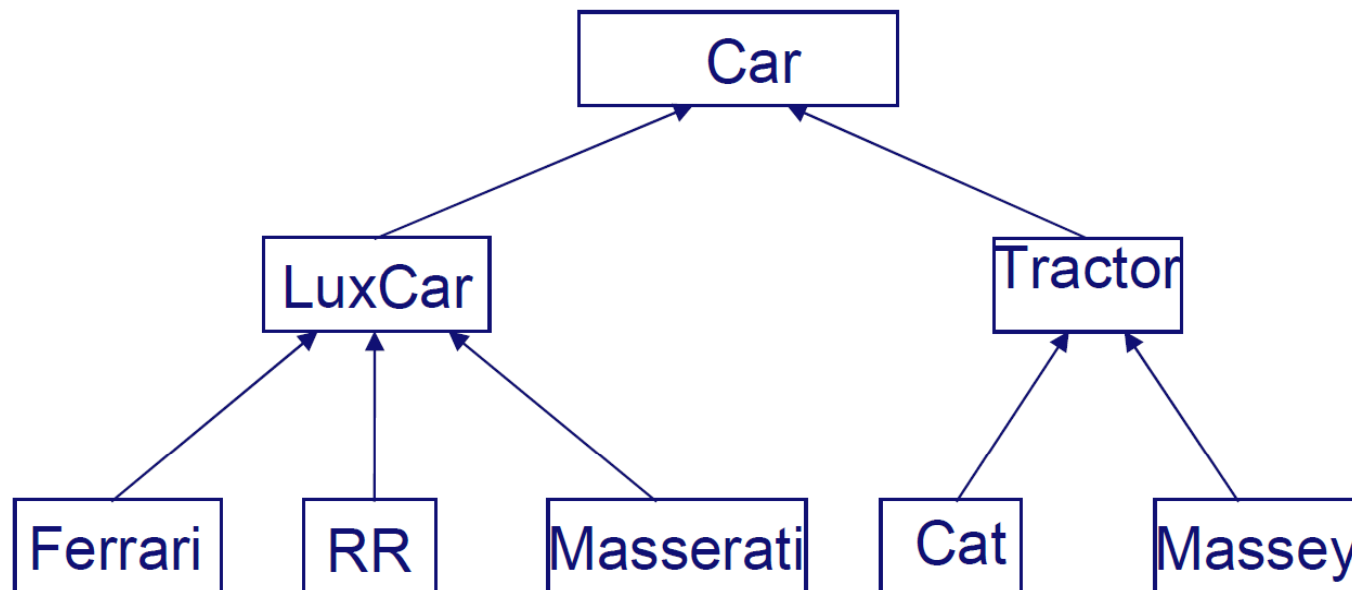 Car
LuxCar
Tractor
Ferrari
RR
Masserati
Cat
Massey